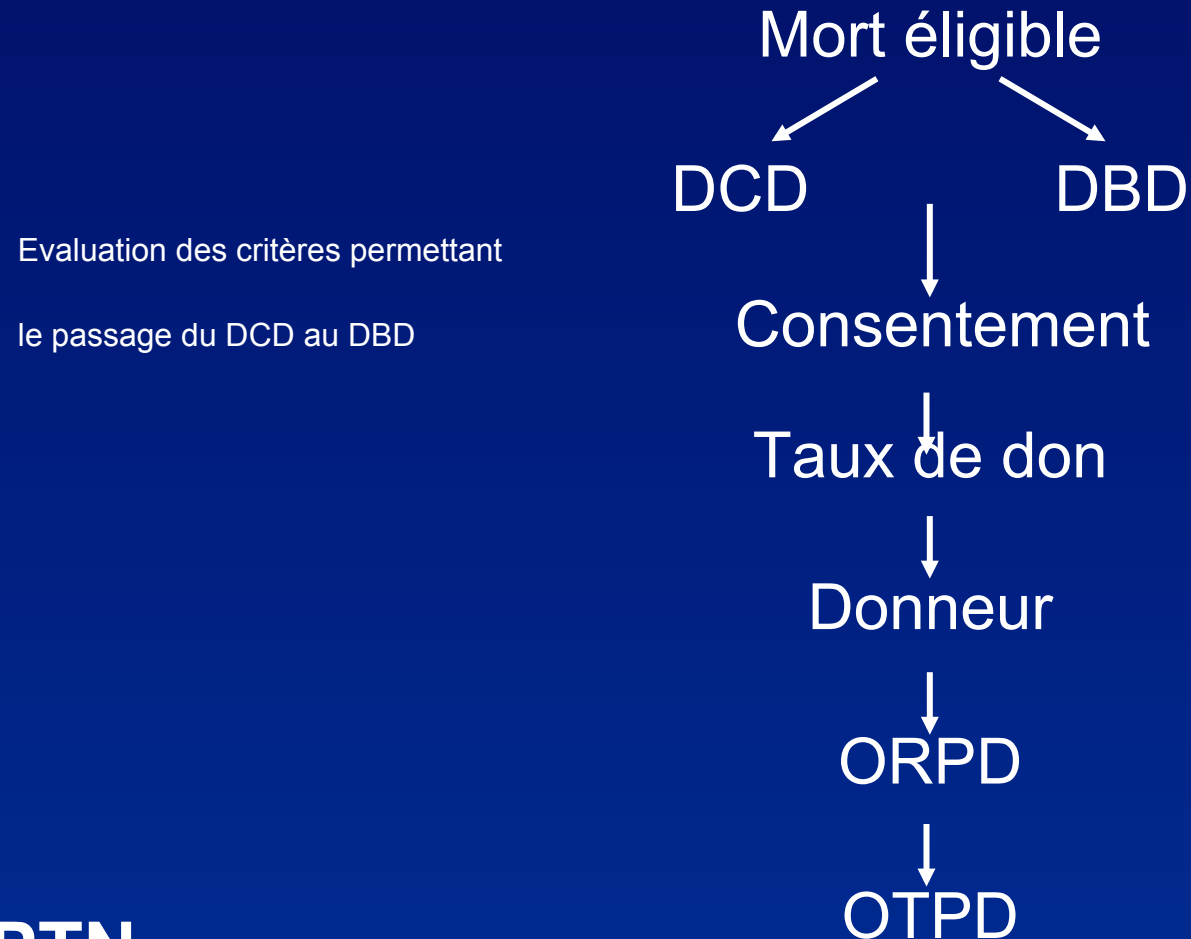 Mort éligible
DCD DBD
Evaluation des critères permettant
le passage du DCD au DBD
Consentement
Taux de don
Donneur
ORPD
OTPD